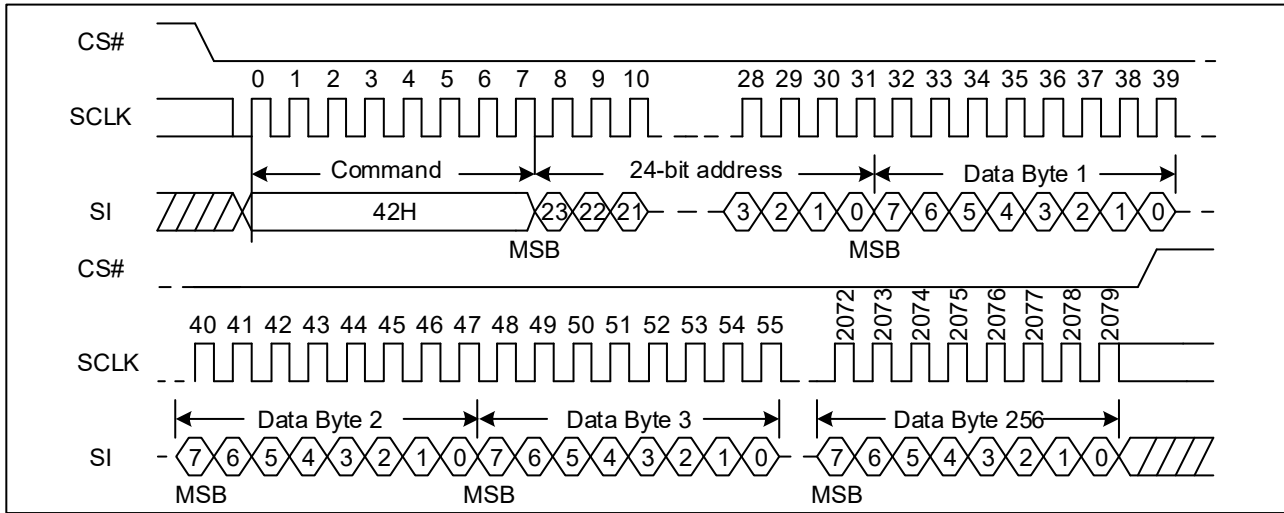 CS#
0 1 2 3 4 5 6 7 8 9 10 28 29 30 31 32 33 34 35 36 37 38 39
SCLK
Command 24-bit address Data Byte 1
SI 42H 23 22 21 3 2 1 0 7 6 5 4 3 2 1 0
MSB MSB
CS#
40 41 42 43 44 45 46 47 48 49 50 51 52 53 54 55 2072 2073 2074 2075 2076 2077 2078 2079
SCLK
Data Byte 2 Data Byte 3 Data Byte 256
SI 7 6 5 4 3 2 1 0 7 6 5 4 3 2 1 0 7 6 5 4 3 2 1 0
MSB MSB MSB